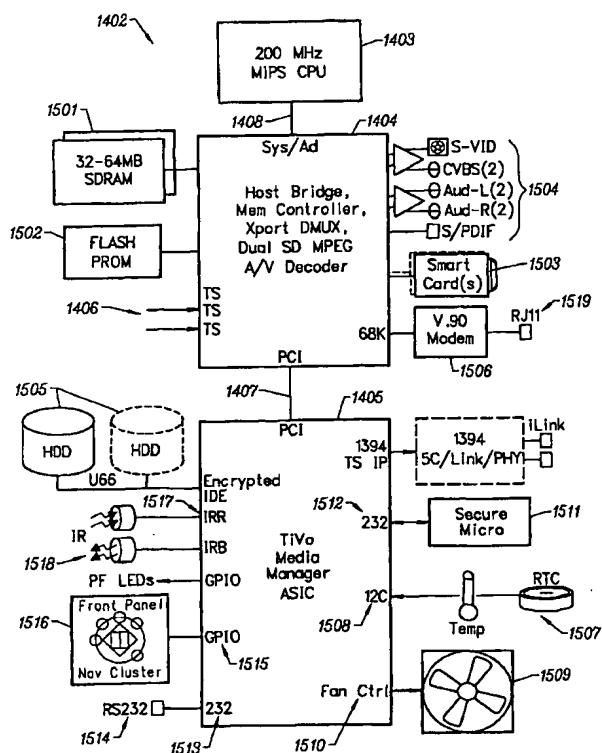 1402
200 MHz
MIPS CPU
1403
1408
1404
1501
32-64MB
SDRAM
Sys/Ad
Host Bridge,
Mem Controller,
Xport DMUX,
Dual SD MPEG
A/V Decoder
S-VID
CVBS(2)
Aud-L(2)
Aud-R(2)
S/PDIF
1504
1502
FLASH
PROM
Smart
Card(s)
1503
1406
TS
TS
TS
68K
V.90
Modem
1506
RJ11
1519
PCI
1407
1405
1505
HDD
HDD
U66
PCI
Encrypted
IDE
1394
TS IP
1394
5C/Link/PHY
iLink
1517
IR
IRR
1518
IRB
1512
232
Secure
Micro
1511
TiVo
Media
Manager
ASIC
PF LEDs
GPIO
1516
Front Panel
Nav Cluster
GPIO
1515
12C
1508
Temp
RTC
1507
Fan Ctrl
1510
1509
RS232
1514
232
1513